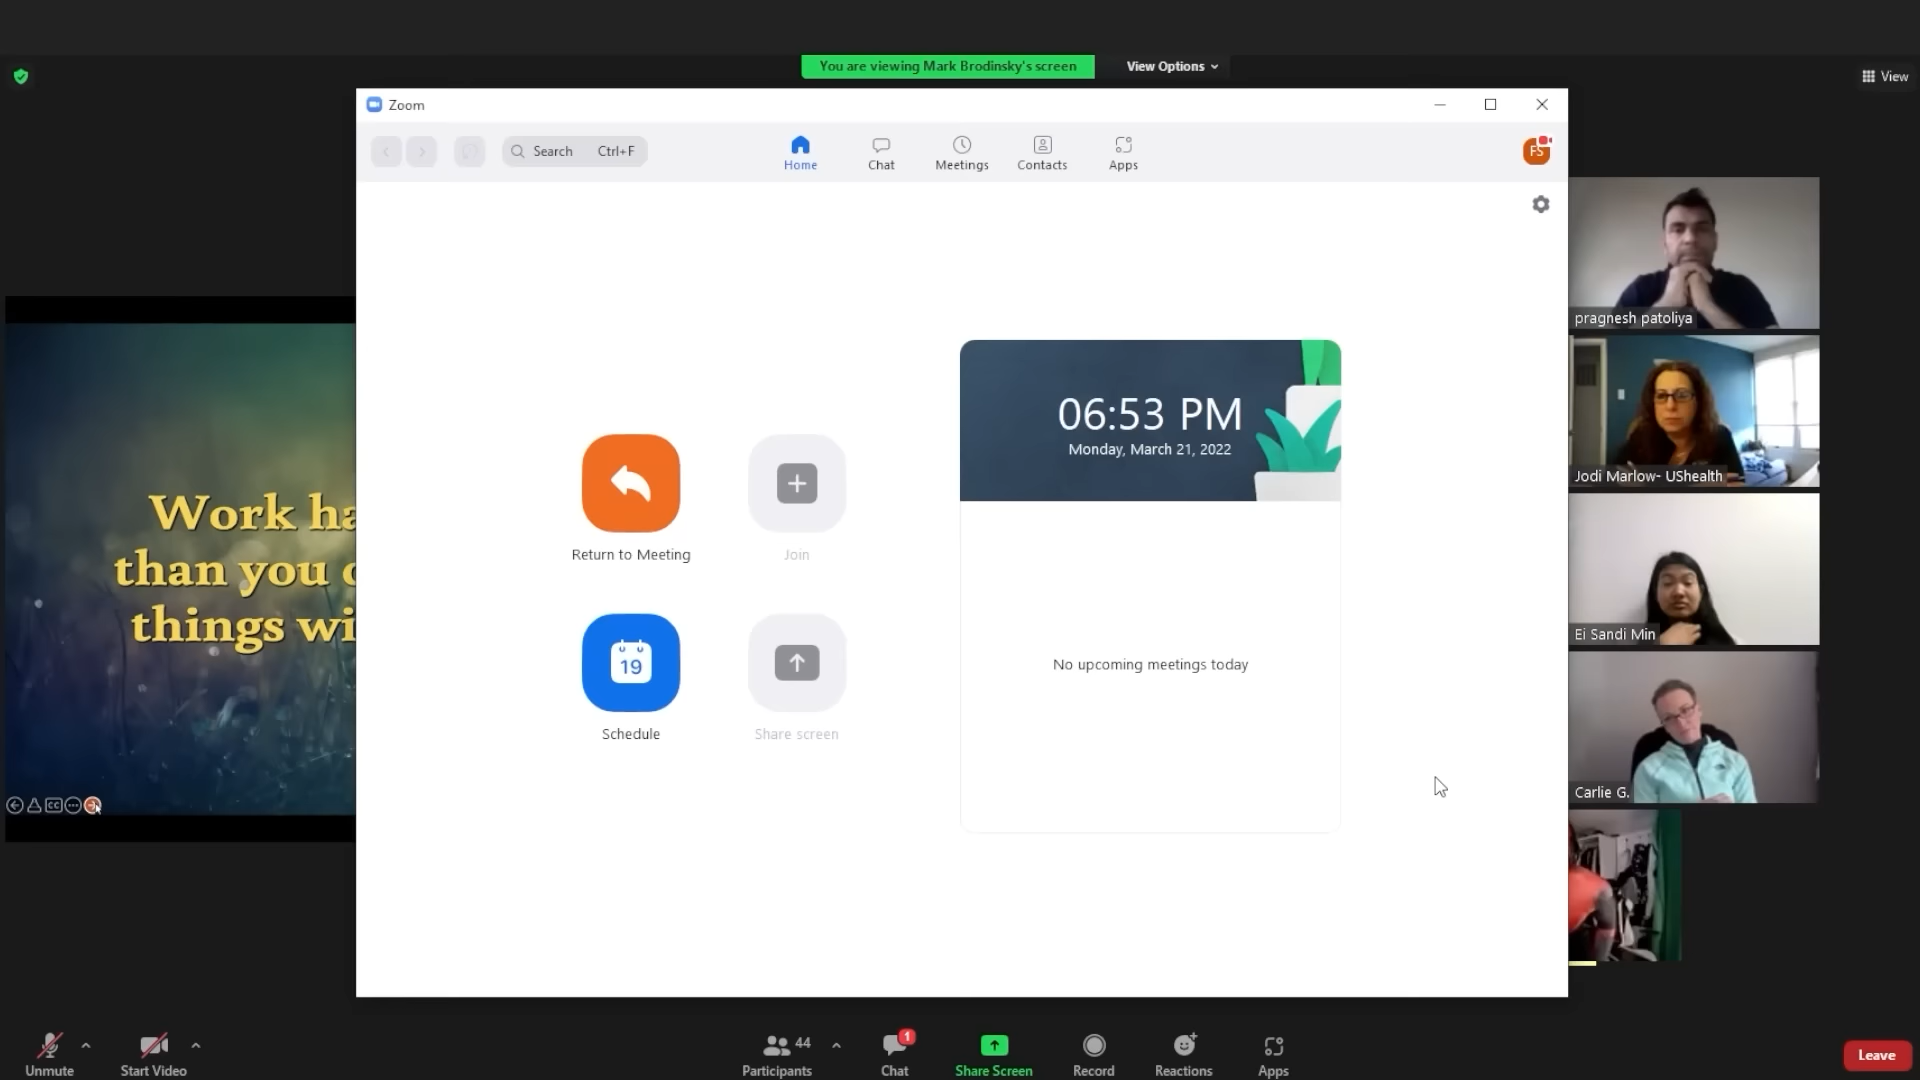 You are viewing Mark Brodinsky's screen
View Options
View
Zoom
Search Ctrl+F
Home
Chat
Meetings
Contacts
Apps
FS
pragnesh patoliya
Jodi Marlow- UShealth
Ei Sandi Min
Carlie G.
Work ha
than you
things wi
CC
Return to Meeting
Join
19
Schedule
Share screen
06:53 PM
Monday, March 21, 2022
No upcoming meetings today
Unmute
Start Video
44
Participants
1
Chat
Share Screen
Record
Reactions
Apps
Leave